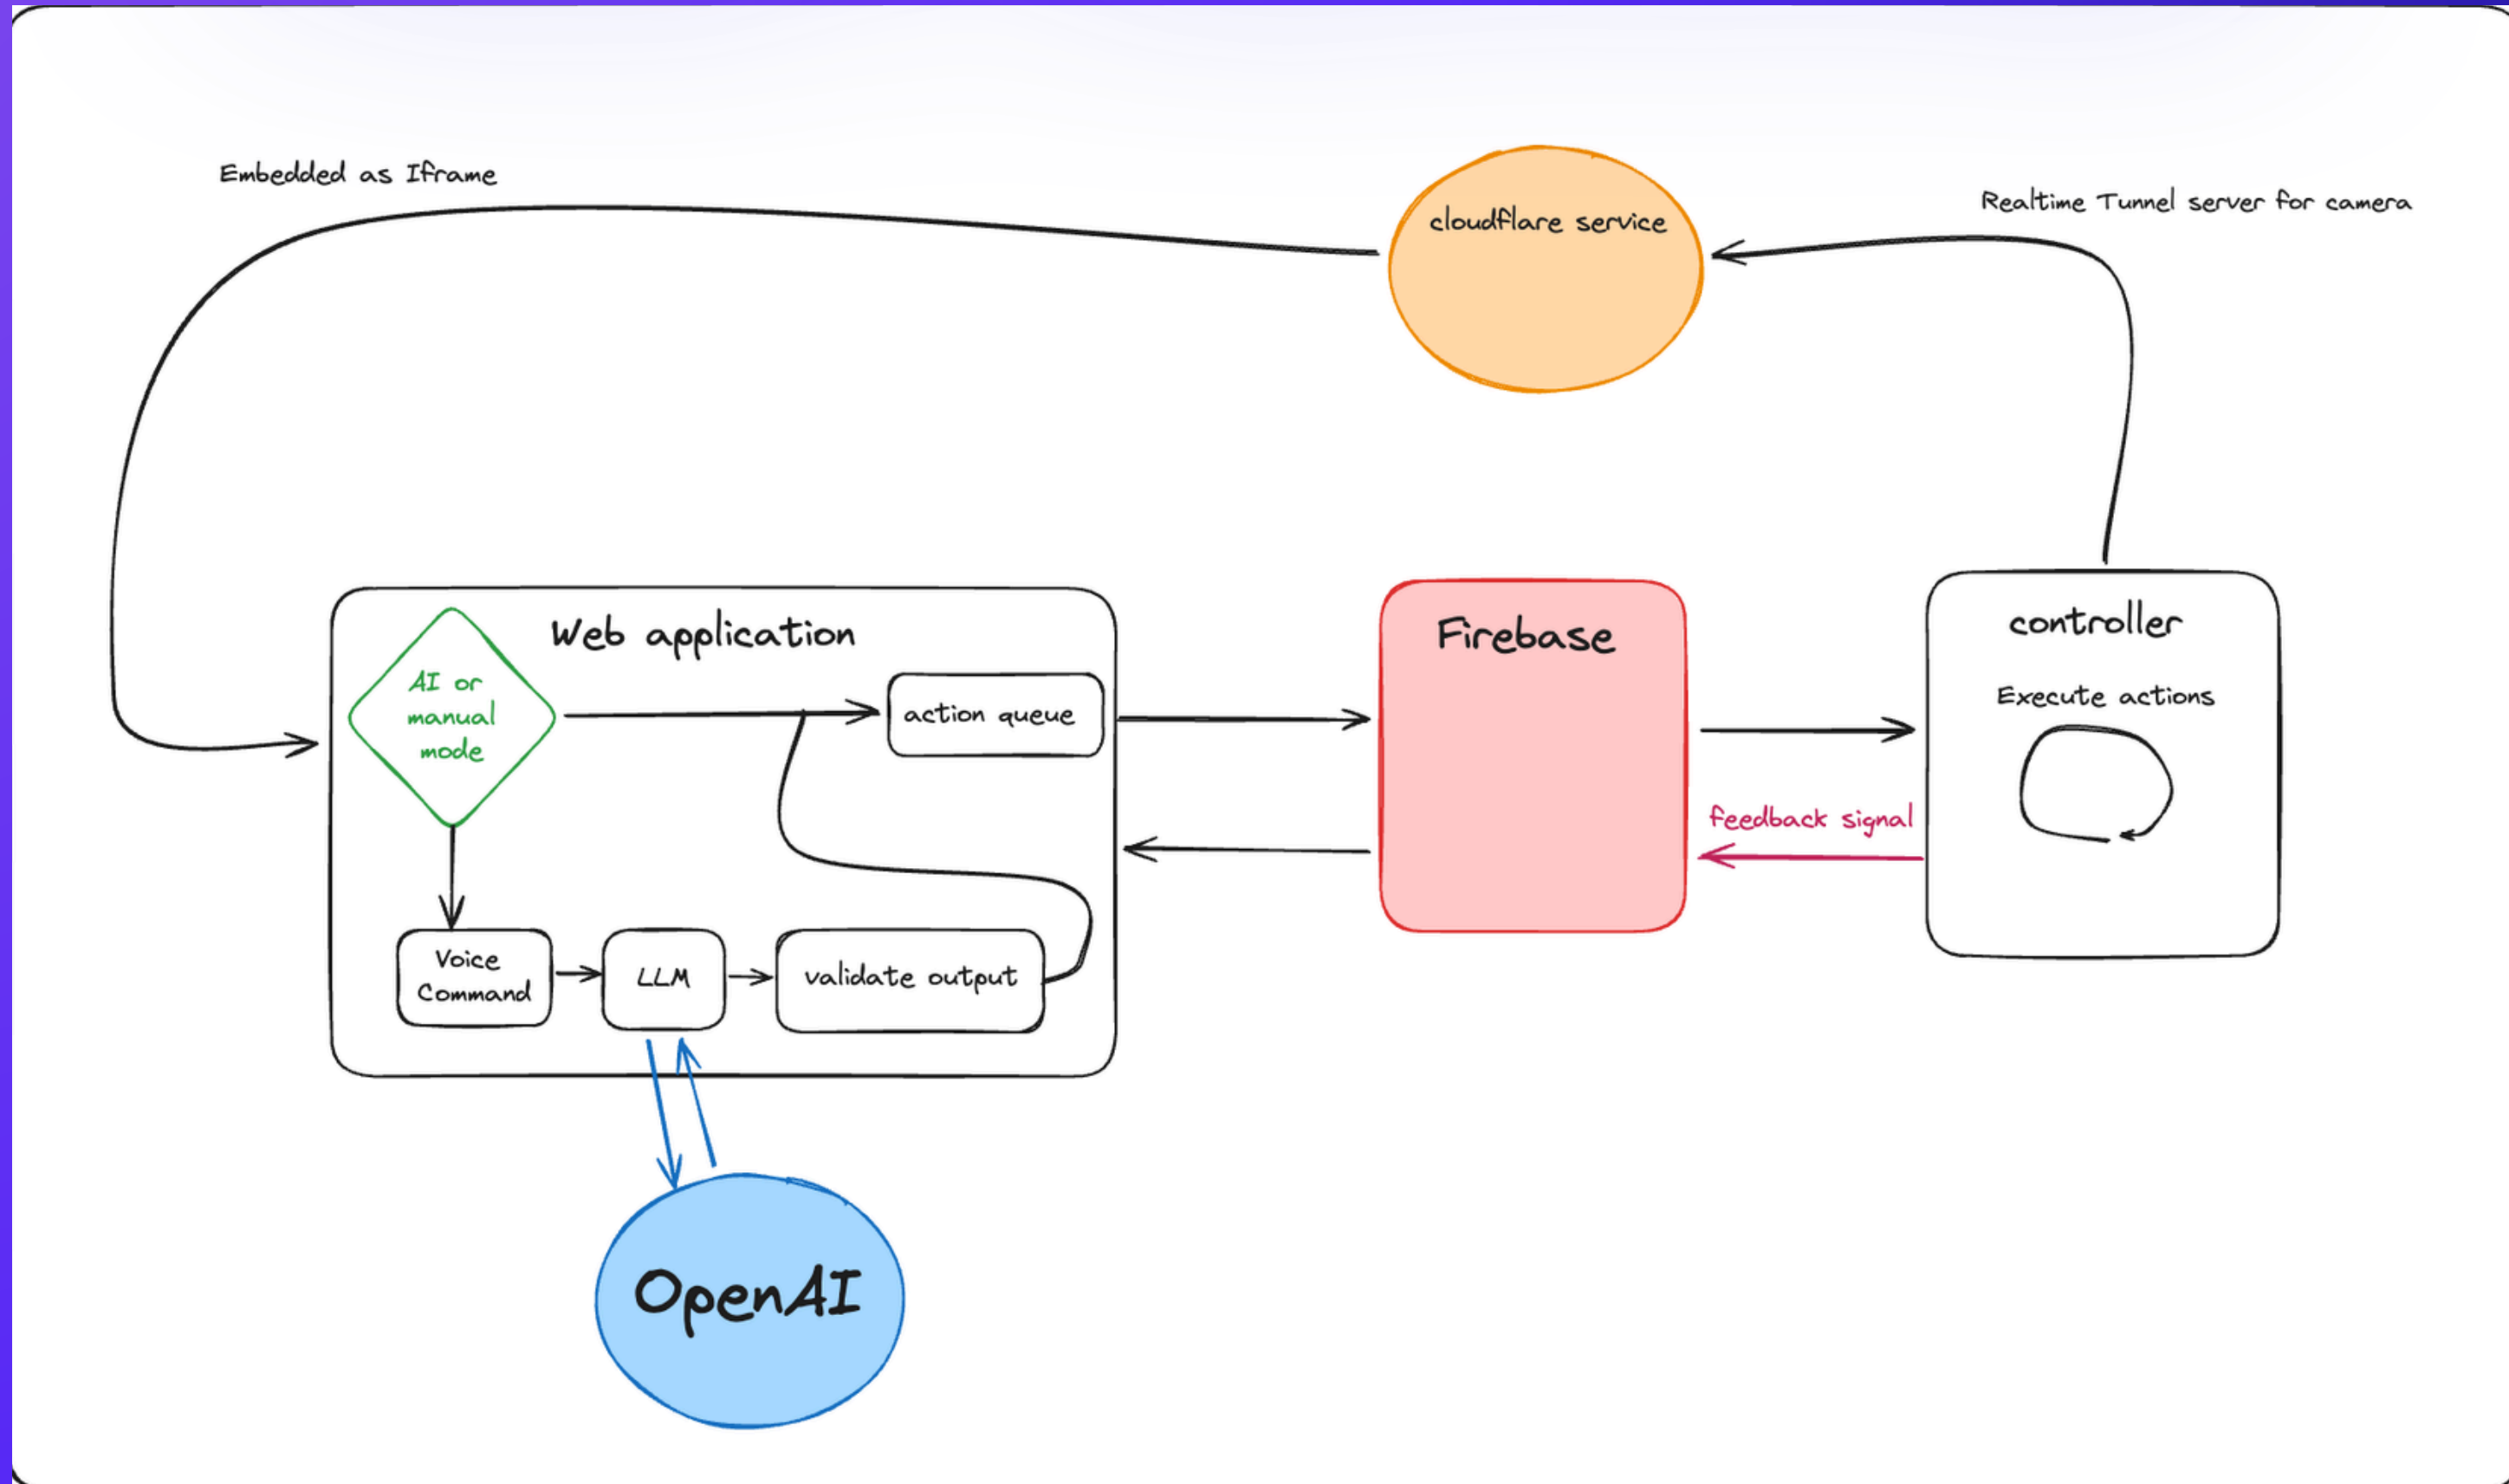 Embedded as Iframe
cloudflare service
Realtime Tunnel server for camera
Web application
AI or
manual
mode
action queue
Voice
Command
LLM
validate output
Firebase
feedback signal
controller
Execute actions
OpenAI